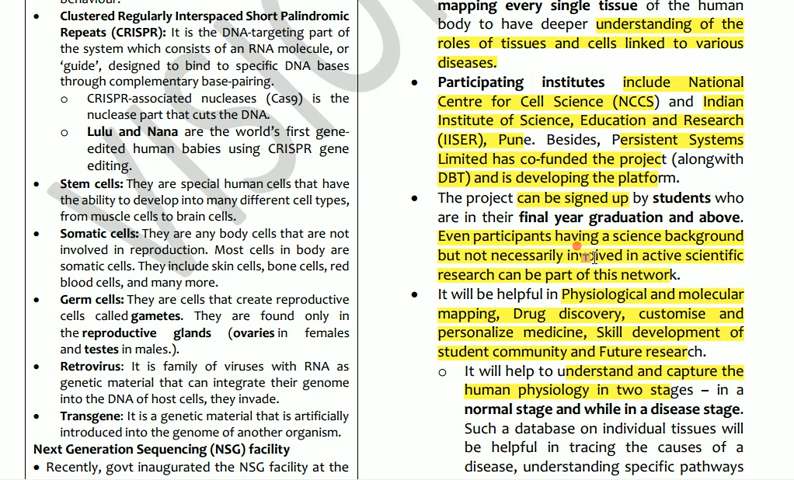 behaviour.
• Clustered Regularly Interspaced Short Palindromic
Repeats (CRISPR): It is the DNA-targeting part of
the system which consists of an RNA molecule, or
‘guide’, designed to bind to specific DNA bases
through complementary base-pairing.
o CRISPR-associated nucleases (Cas9) is the
nuclease part that cuts the DNA.
o Lulu and Nana are the world’s first gene-
edited human babies using CRISPR gene
editing.
• Stem cells: They are special human cells that have
the ability to develop into many different cell types,
from muscle cells to brain cells.
• Somatic cells: They are any body cells that are not
involved in reproduction. Most cells in body are
somatic cells. They include skin cells, bone cells, red
blood cells, and many more.
• Germ cells: They are cells that create reproductive
cells called gametes. They are found only in
the reproductive glands (ovaries in females
and testes in males.).
• Retrovirus: It is family of viruses with RNA as
genetic material that can integrate their genome
into the DNA of host cells, they invade.
• Transgene: It is a genetic material that is artificially
introduced into the genome of another organism.
Next Generation Sequencing (NSG) facility
• Recently, govt inaugurated the NSG facility at the
mapping every single tissue of the human
body to have deeper understanding of the
roles of tissues and cells linked to various
diseases.
• Participating institutes include National
Centre for Cell Science (NCCS) and Indian
Institute of Science, Education and Research
(IISER), Pune. Besides, Persistent Systems
Limited has co-funded the project (alongwith
DBT) and is developing the platform.
• The project can be signed up by students who
are in their final year graduation and above.
Even participants having a science background
but not necessarily involved in active scientific
research can be part of this network.
• It will be helpful in Physiological and molecular
mapping, Drug discovery, customise and
personalize medicine, Skill development of
student community and Future research.
o It will help to understand and capture the
human physiology in two stages – in a
normal stage and while in a disease stage.
Such a database on individual tissues will
be helpful in tracing the causes of a
disease, understanding specific pathways